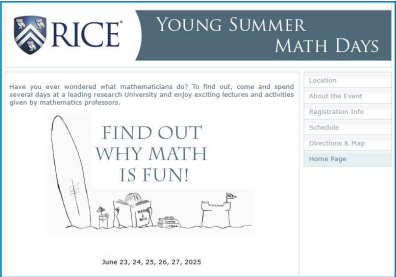 RICE
YOUNG SUMMER
MATH DAYS
Have you ever wondered what mathematicians do? To find out, come and spend
several days at a leading research University and enjoy exciting lectures and activities
given by mathematics professors.
FIND OUT
WHY MATH
IS FUN!
June 23, 24, 25, 26, 27, 2025
Location
About the Event
Registration Info
Schedule
Directions & Map
Home Page